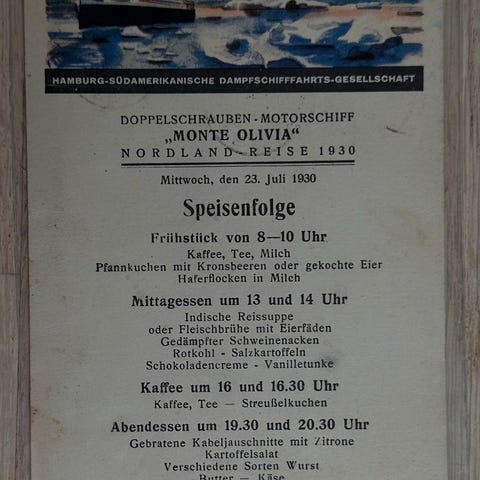 HAMBURG-SÜDAMERIKANISCHE DAMPFSCHIFFFAHRTS-GESELLSCHAFT
DOPPELSCHRAUBEN-MOTORSCHIFF
„MONTE OLIVIA“
NORDLAND-REISE 1930
Mittwoch, den 23. Juli 1930
Speisenfolge
Frühstück von 8—10 Uhr
Kaffee, Tee, Milch
Pfannkuchen mit Kronsbeeren oder gekochte Eier
Haferflocken in Milch
Mittagessen um 13 und 14 Uhr
Indische Reissuppe
oder Fleischbrühe mit Eierfäden
Gedämpfter Schweinenacken
Rotkohl - Salzkartoffeln
Schokoladencreme - Vanilletunke
Kaffee um 16 und 16.30 Uhr
Kaffee, Tee — Streußelkuchen
Abendessen um 19.30 und 20.30 Uhr
Gebratene Kabeljauschnitte mit Zitrone
Kartoffelsalat
Verschiedene Sorten Wurst
Butter — Käse